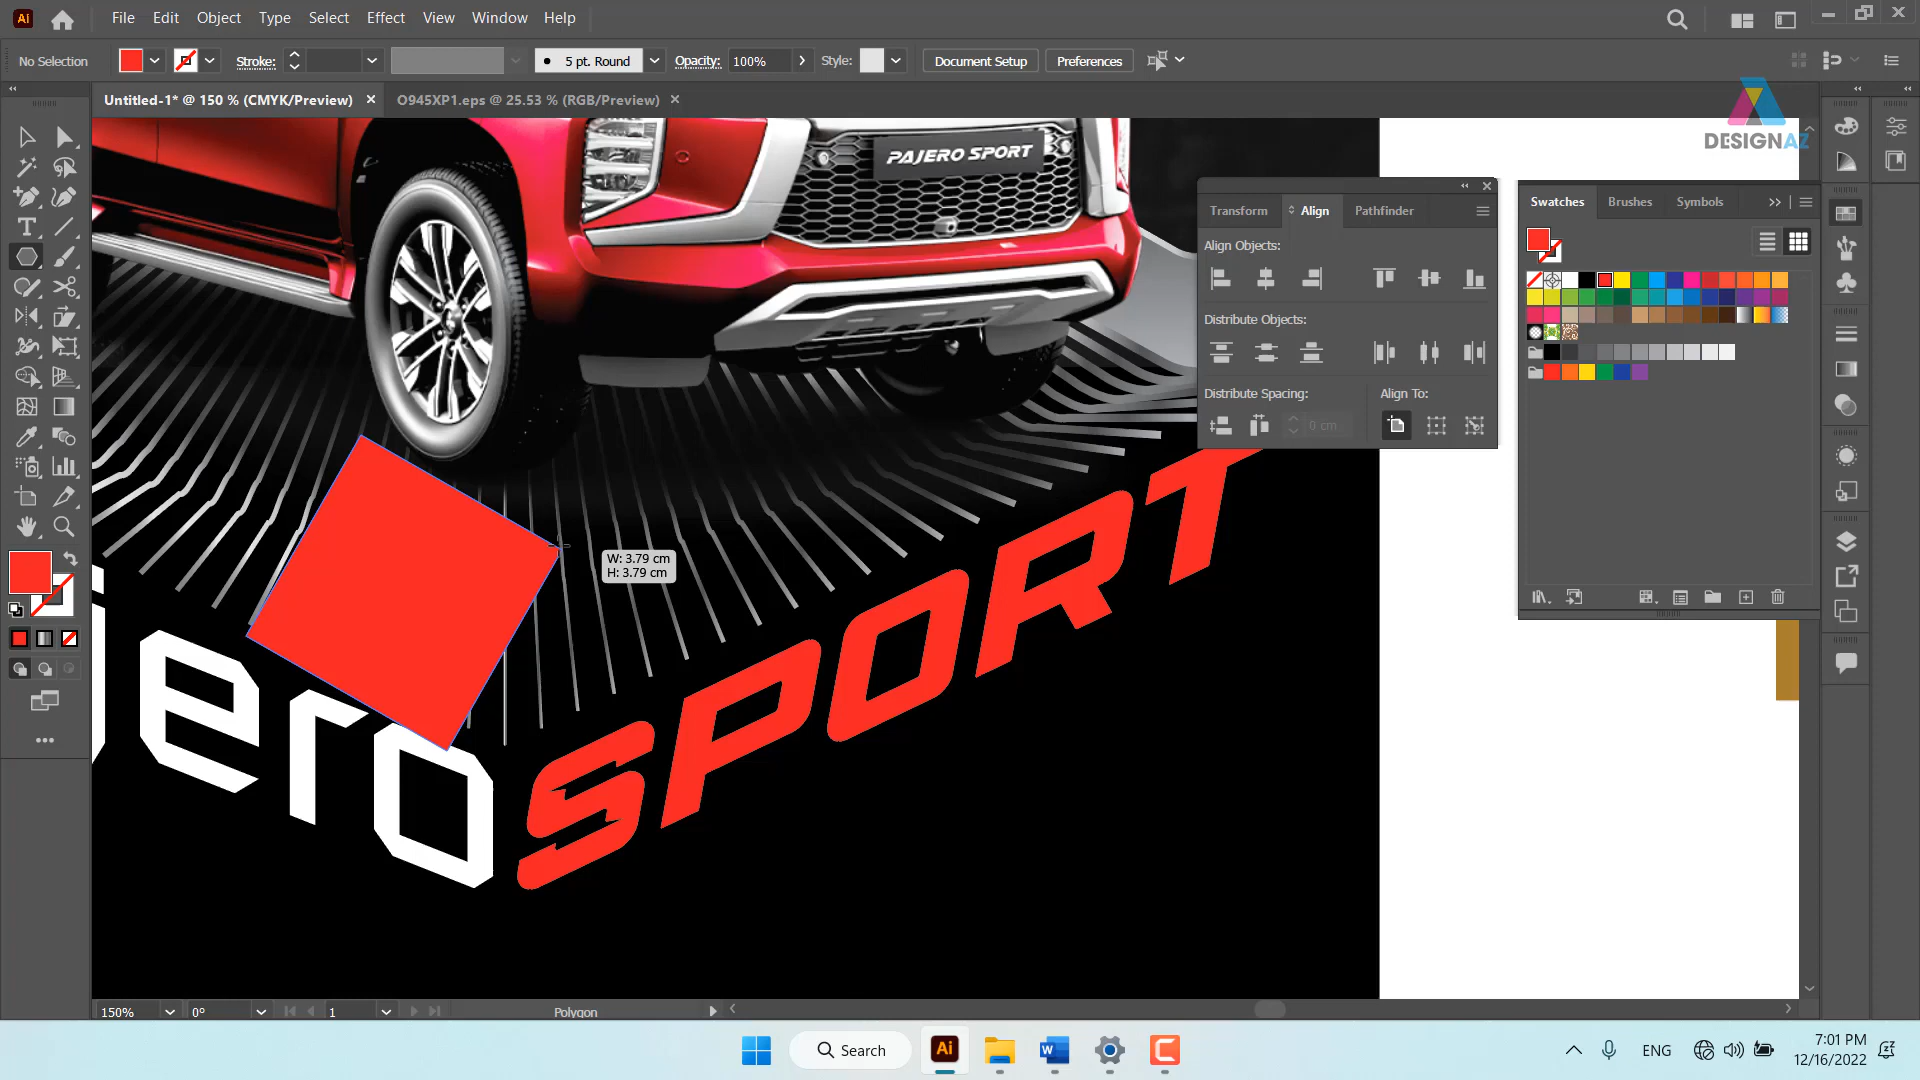 Ai File Edit Object Type Select Effect View Window Help
No Selection Stroke: 5 pt. Round Opacity: 100% Style: Document Setup Preferences
Untitled-1* @ 150 % (CMYK/Preview) × O945XP1.eps @ 25.53 % (RGB/Preview) ×
DESIGNAZ
PAJERO SPORT
Transform Align Pathfinder
Align Objects:
Distribute Objects:
Distribute Spacing: Align To:
0 cm
Swatches Brushes Symbols
W: 3.79 cm
H: 3.79 cm
ero SPORT
150% 0° 1 Polygon
Search
Ai
W
C
ENG
7:01 PM
12/16/2022